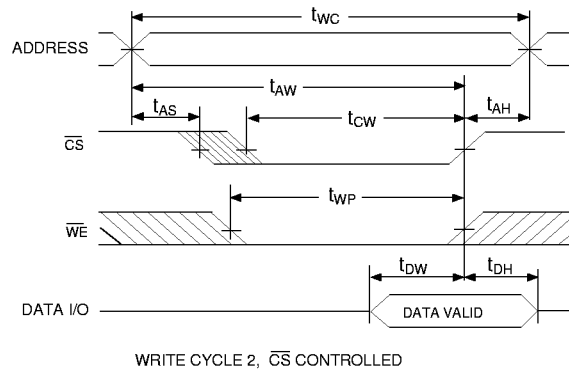 tWC
ADDRESS
tAW
tAS
tCW
tAH
CS
tWP
WE
tDW
tDH
DATA I/O
DATA VALID
WRITE CYCLE 2, CS CONTROLLED